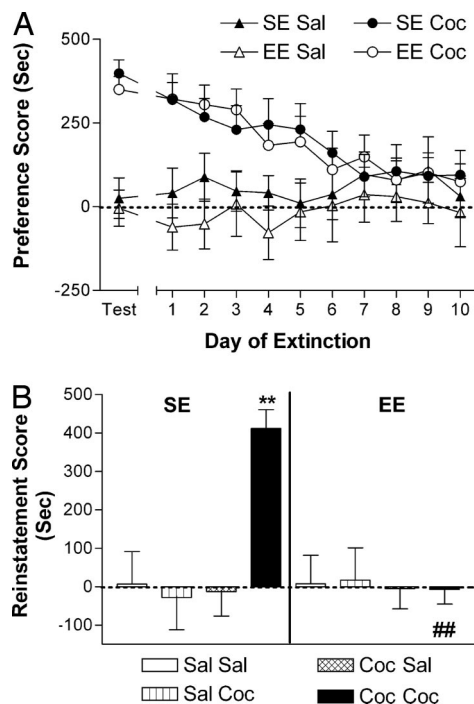 A
SE Sal SE Coc
EE Sal EE Coc
Preference Score (Sec)
500
250
0
-250
Test 1 2 3 4 5 6 7 8 9 10
Day of Extinction
B
SE EE
**
Reinstatement Score
(Sec)
500
400
300
200
100
0
-100
##
Sal Sal Coc Sal
Sal Coc Coc Coc